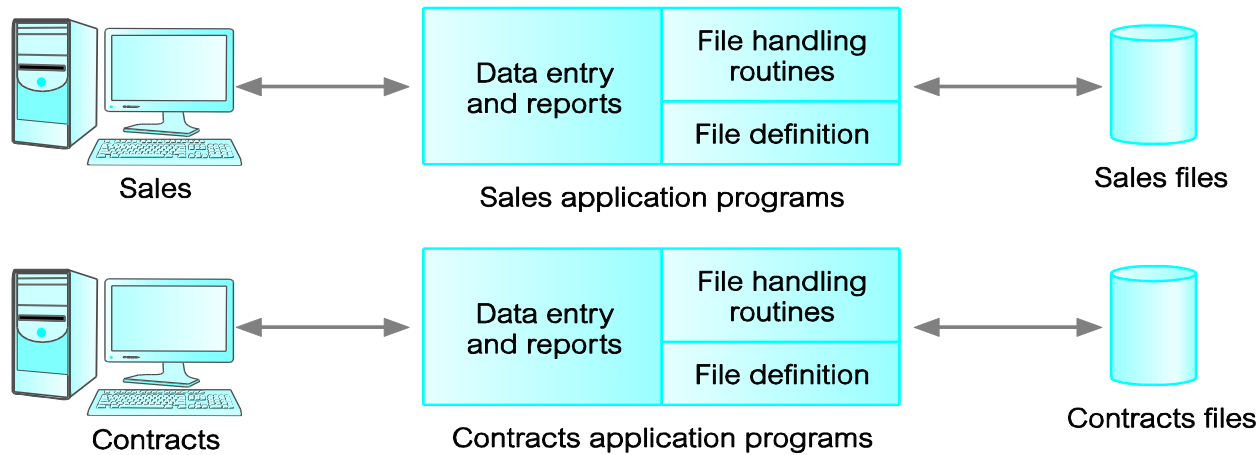 Data entry
and reports
File handling
routines
File definition
Sales
Sales application programs
Sales files
Data entry
and reports
File handling
routines
File definition
Contracts
Contracts application programs
Contracts files